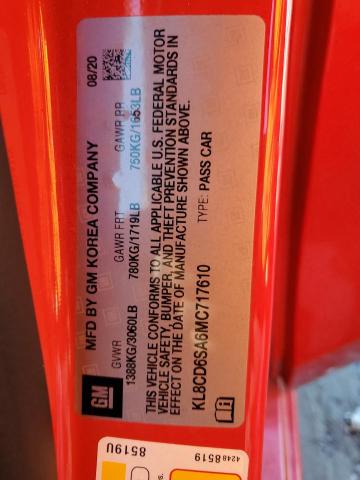 GM
MFD BY GM KOREA COMPANY 08/20
GVWR GAWR FRT GAWR RR
1388KG/3060LB 780KG/1719LB 750KG/1653LB
THIS VEHICLE CONFORMS TO ALL APPLICABLE U.S. FEDERAL MOTOR
VEHICLE SAFETY, BUMPER, AND THEFT PREVENTION STANDARDS IN
EFFECT ON THE DATE OF MANUFACTURE SHOWN ABOVE.
KL8CD6SA6MC717610 TYPE: PASS CAR
42488519
8519U